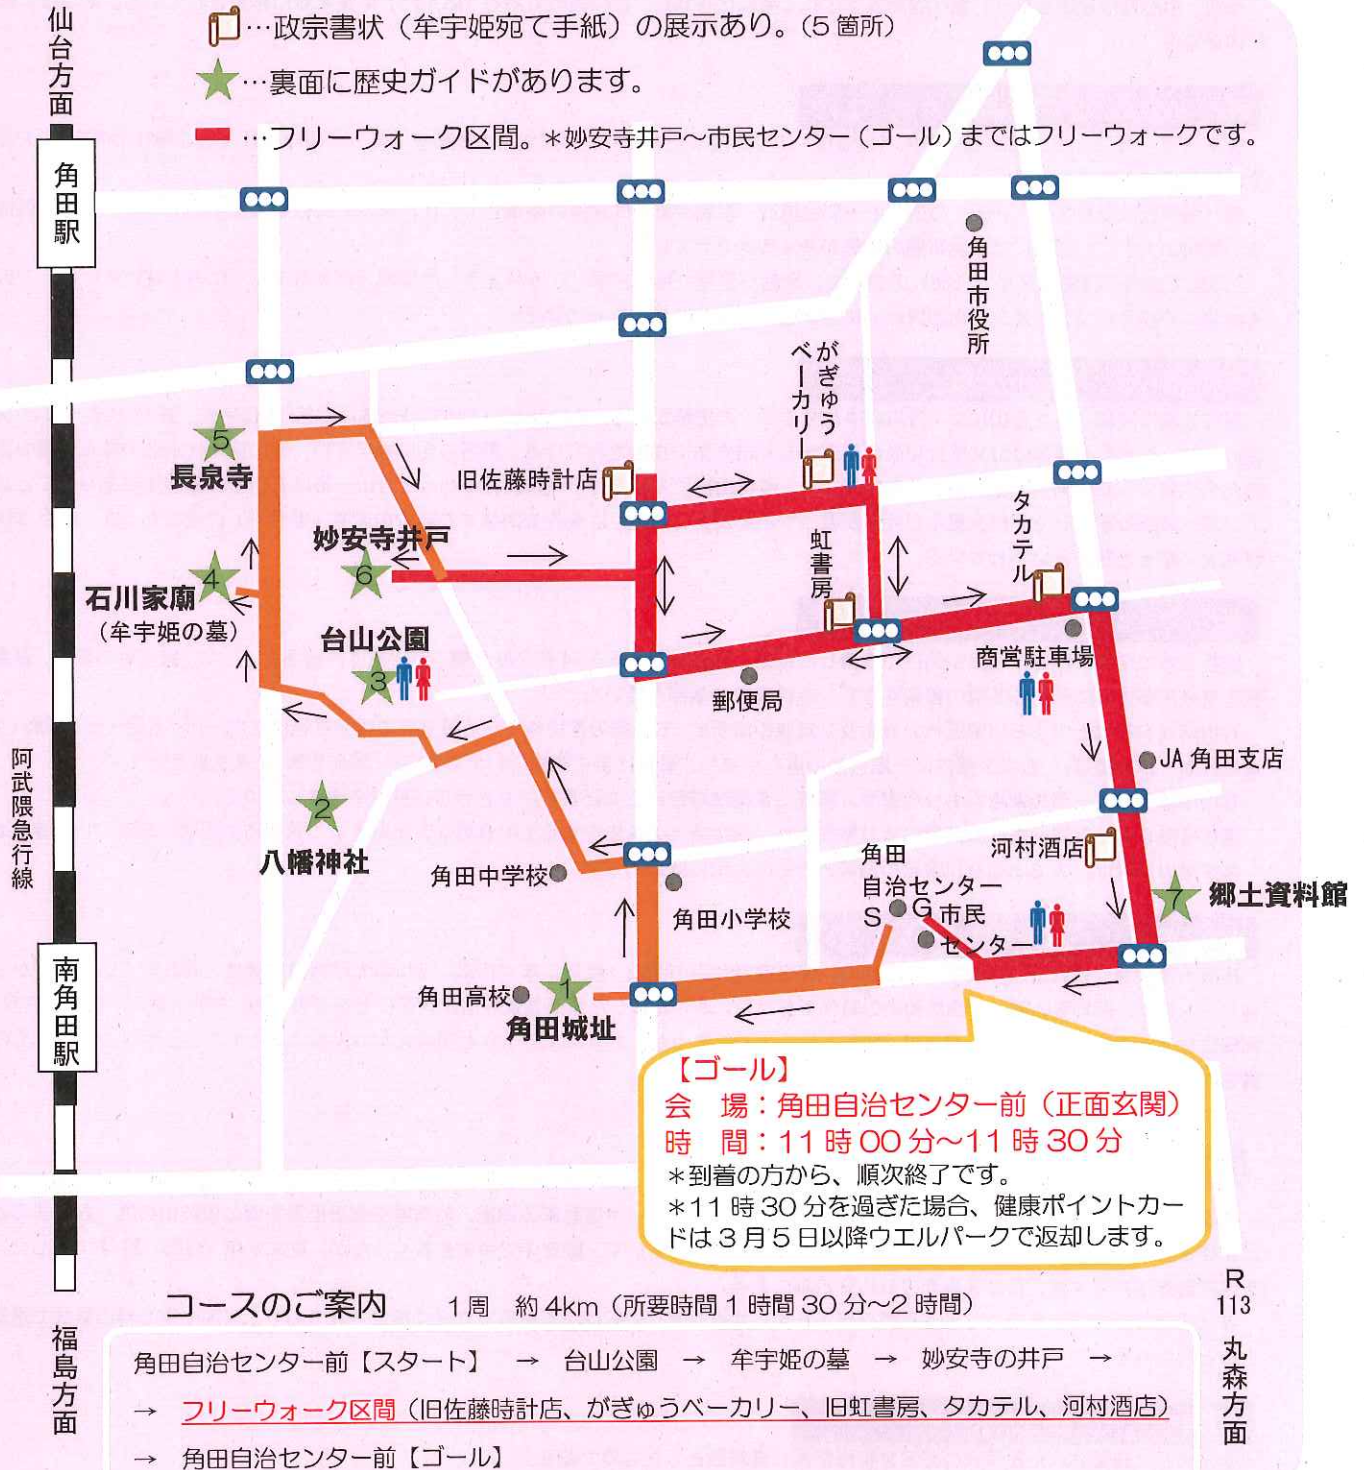 仙台方面
…政宗書状（牟宇姫宛て手紙）の展示あり。（5箇所）
…裏面に歴史ガイドがあります。
…フリーウォーク区間。＊妙安寺井戸～市民センター（ゴール）まではフリーウォークです。
角田駅
角田市役所
がぎゅう
ベーカリー
5
長泉寺
旧佐藤時計店
タカテル
妙安寺井戸
6
虹書房
4
石川家廟
（牟宇姫の墓）
台山公園
3
商営駐車場
郵便局
JA 角田支店
阿武隈急行線
2
八幡神社
角田中学校
角田小学校
角田
自治センター
S
G
市民
センター
河村酒店
7
郷土資料館
南角田駅
角田高校
1
角田城址
【ゴール】
会　場：角田自治センター前（正面玄関）
時　間：11時00分～11時30分
＊到着の方から、順次終了です。
＊11時30分を過ぎた場合、健康ポイントカー
ドは3月5日以降ウエルパークで返却します。
R
113
丸森方面
福島方面
コースのご案内　1周　約4km（所要時間1時間30分～2時間）
角田自治センター前【スタート】　→　台山公園　→　牟宇姫の墓　→　妙安寺の井戸　→
→　フリーウォーク区間（旧佐藤時計店、がぎゅうベーカリー、旧虹書房、タカテル、河村酒店）
→　角田自治センター前【ゴール】